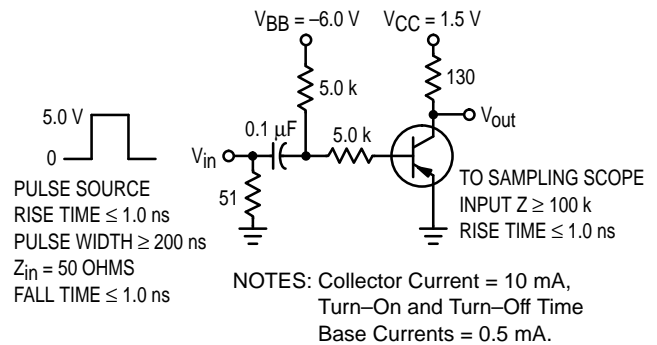 VBB = –6.0 V
VCC = 1.5 V
5.0 k
130
5.0 V
0
Vout
0.1 µF
5.0 k
Vin
51
PULSE SOURCE
RISE TIME ≤ 1.0 ns
PULSE WIDTH ≥ 200 ns
Zin = 50 OHMS
FALL TIME ≤ 1.0 ns
TO SAMPLING SCOPE
INPUT Z ≥ 100 k
RISE TIME ≤ 1.0 ns
NOTES: Collector Current = 10 mA,
Turn–On and Turn–Off Time
Base Currents = 0.5 mA.